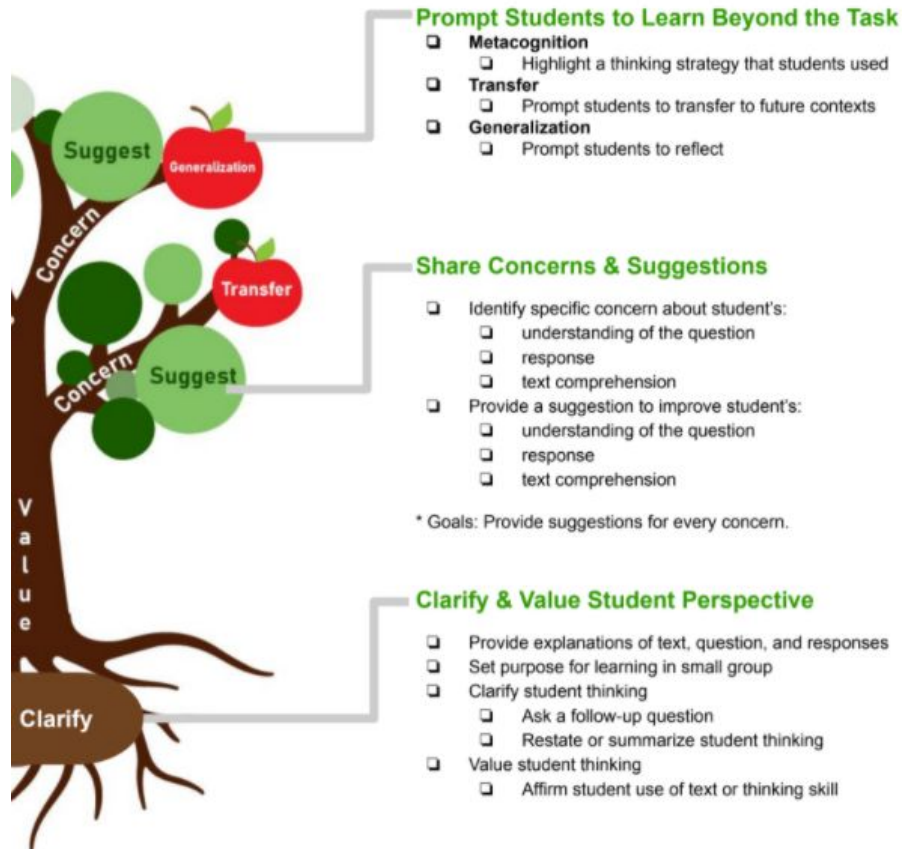 Prompt Students to Learn Beyond the Task
Metacognition
Highlight a thinking strategy that students used
Transfer
Prompt students to transfer to future contexts
Generalization
Prompt students to reflect
Suggest
Generalization
Concern
Share Concerns & Suggestions
Identify specific concern about student's:
understanding of the question
response
text comprehension
Provide a suggestion to improve student's:
understanding of the question
response
text comprehension
* Goals: Provide suggestions for every concern.
Transfer
Suggest
Concern
Value
Clarify & Value Student Perspective
Provide explanations of text, question, and responses
Set purpose for learning in small group
Clarify student thinking
Ask a follow-up question
Restate or summarize student thinking
Value student thinking
Affirm student use of text or thinking skill
Clarify